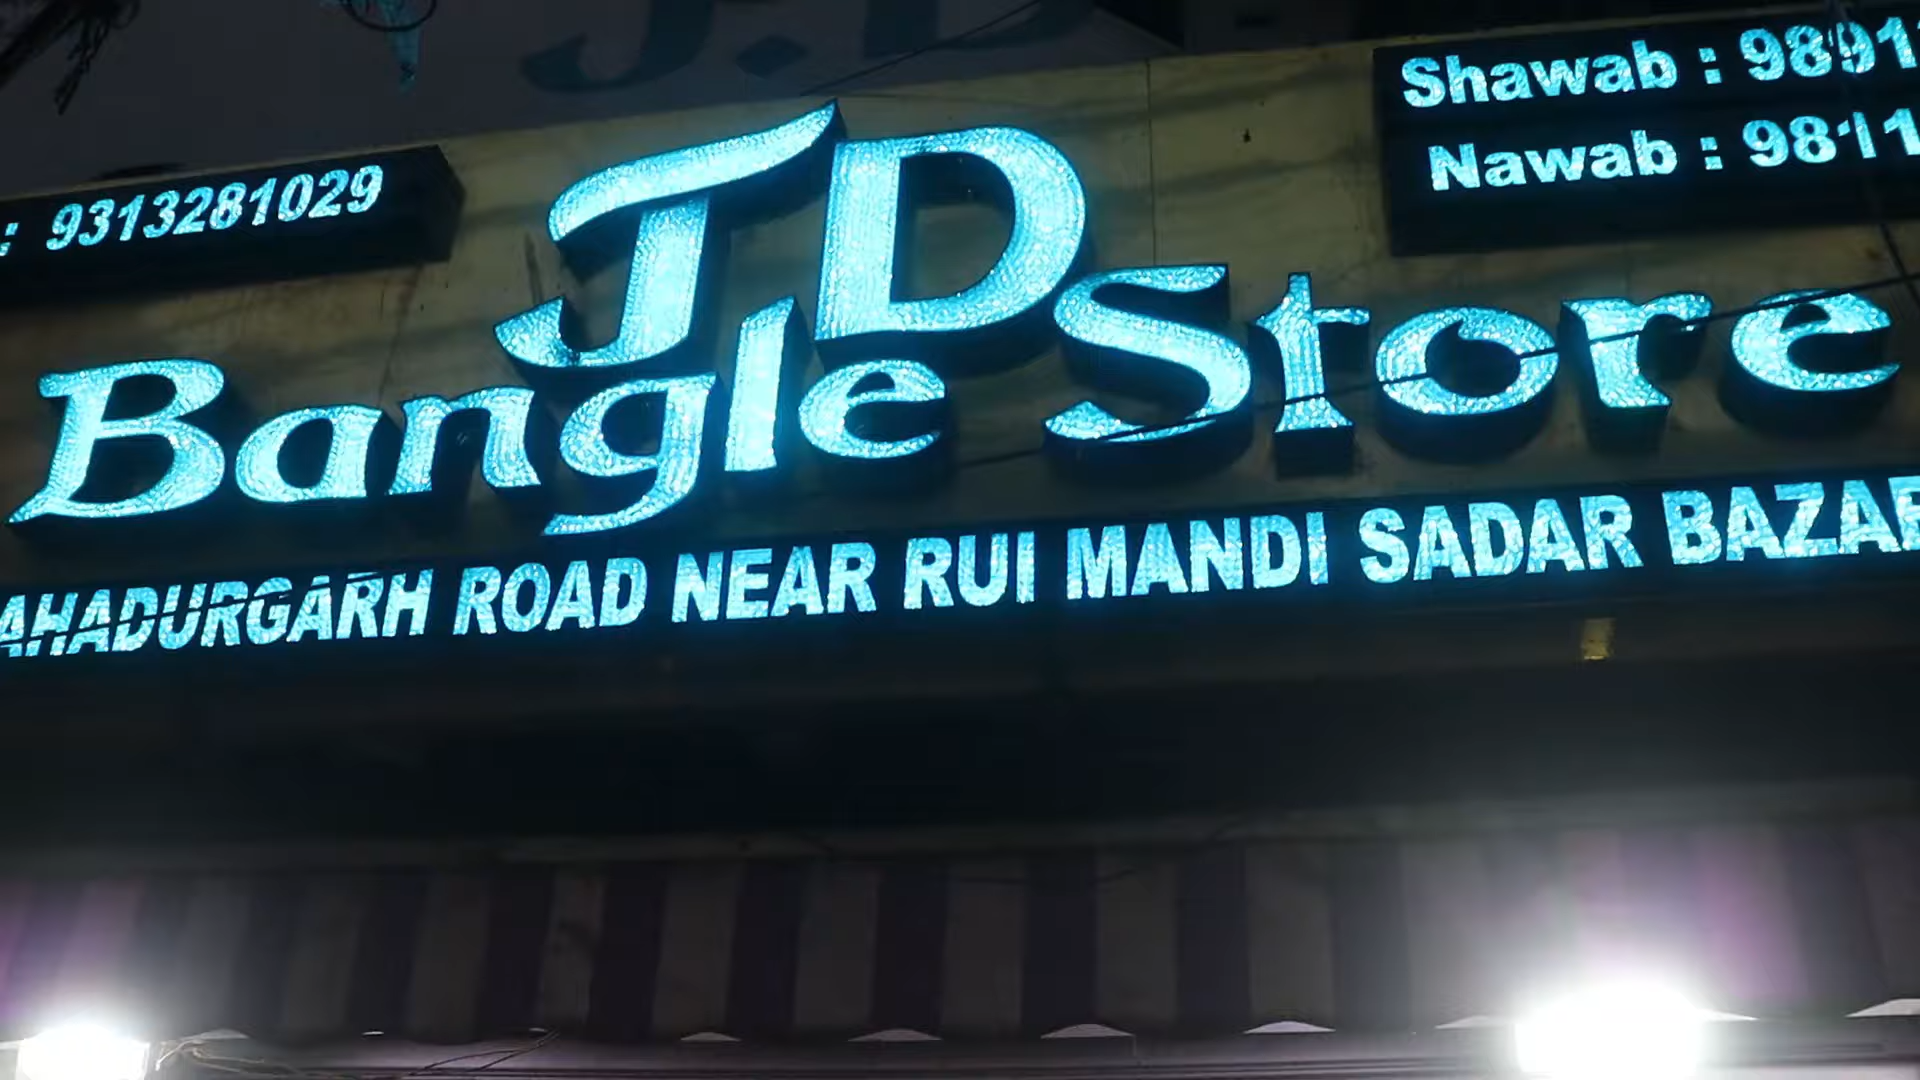 : 9313281029
Shawab : 9891
Nawab : 9811
JD
Bangle Store
AHADURGARH ROAD NEAR RUI MANDI SADAR BAZAR